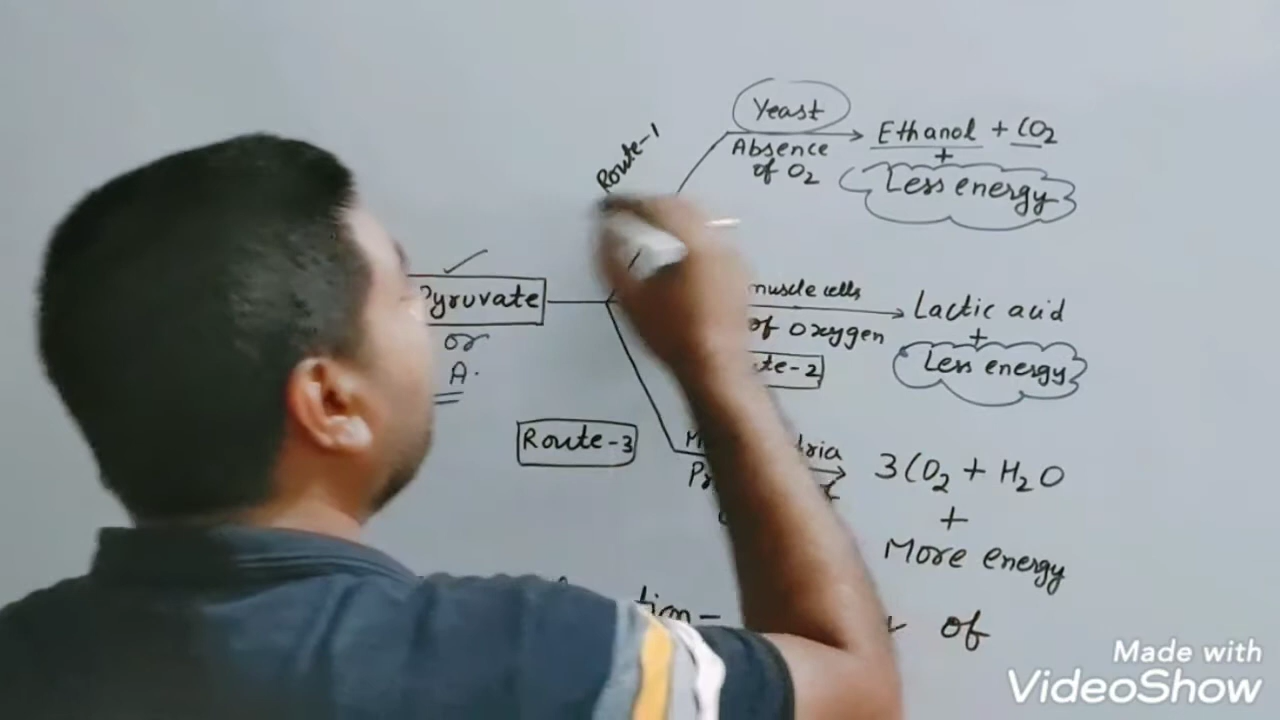 Route-1
Yeast
Absence
of O2
Ethanol + CO2
+
Less energy
Pyruvate
or
A.
muscle cells
of Oxygen
Lactic acid
+
Less energy
Route-3
3CO2 + H2O
+
More energy
of
Made with
VideoShow